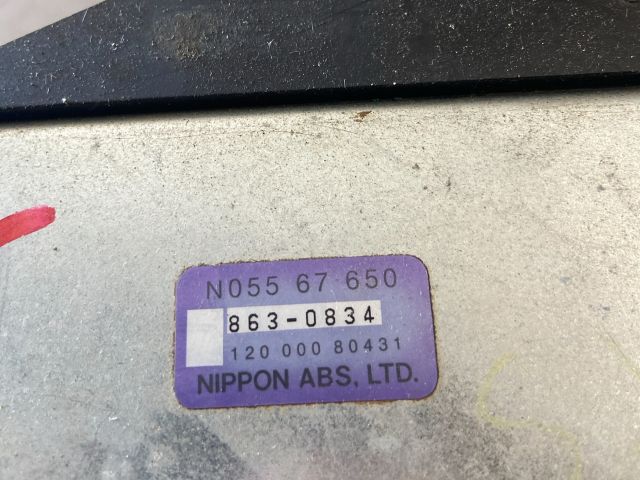 N055 67 650
863-0834
120 000 80431
NIPPON ABS, LTD.